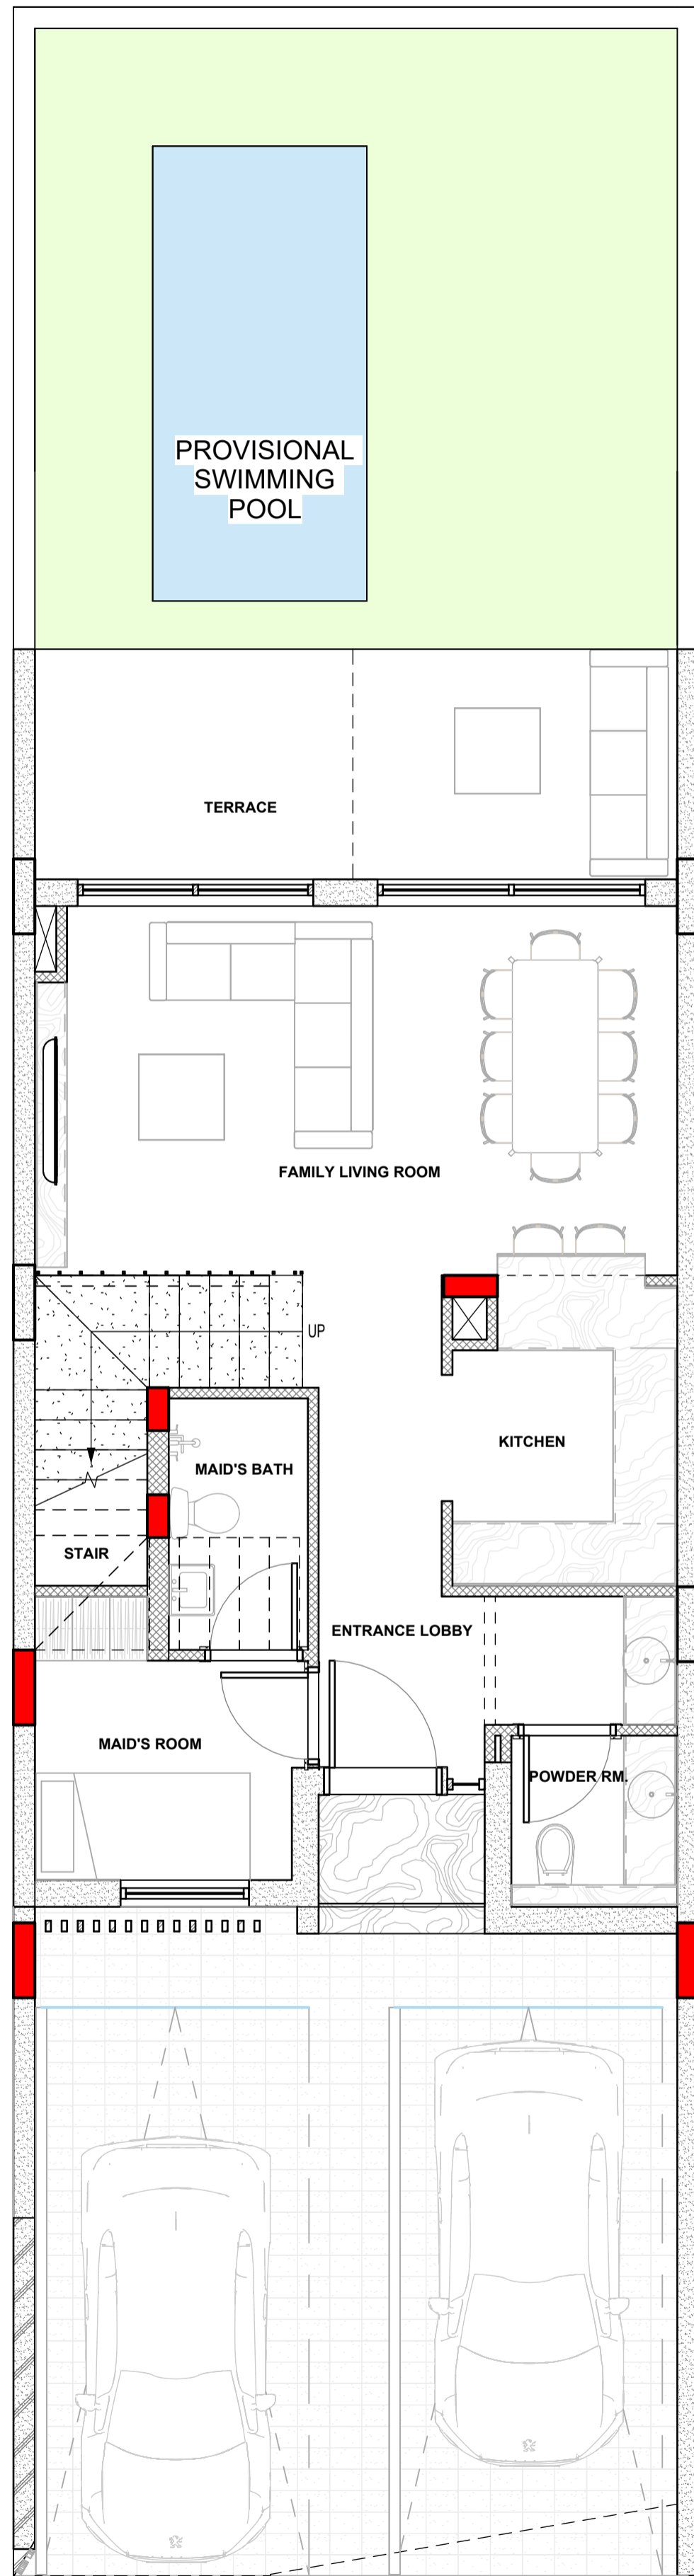 PROVISIONAL
SWIMMING
POOL
TERRACE
FAMILY LIVING ROOM
UP
KITCHEN
MAID'S BATH
STAIR
ENTRANCE LOBBY
MAID'S ROOM
POWDER RM.